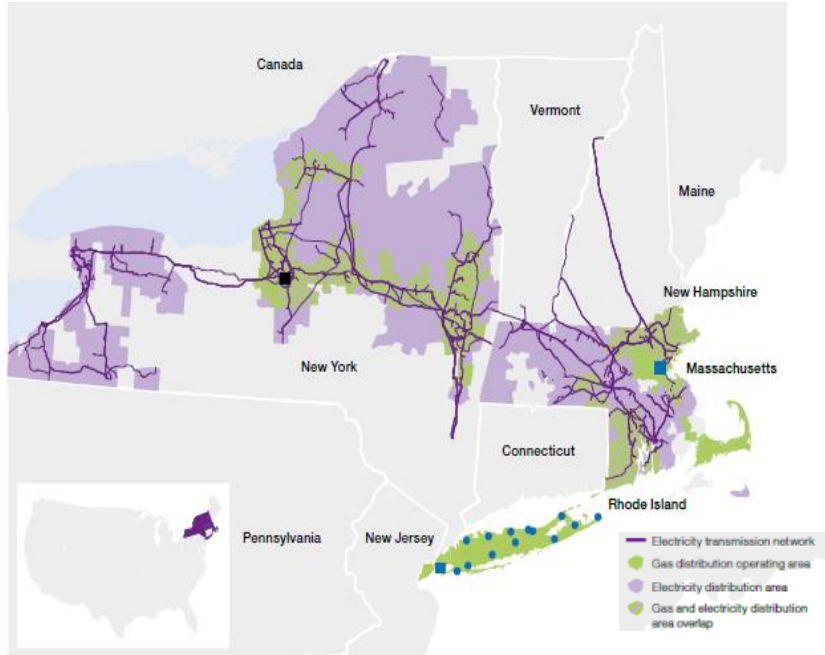 Canada
Vermont
Maine
New Hampshire
New York
Massachusetts
Connecticut
Rhode Island
Pennsylvania
New Jersey
Electricity transmission network
Gas distribution operating area
Electricity distribution area
Gas and electricity distribution
area overlap